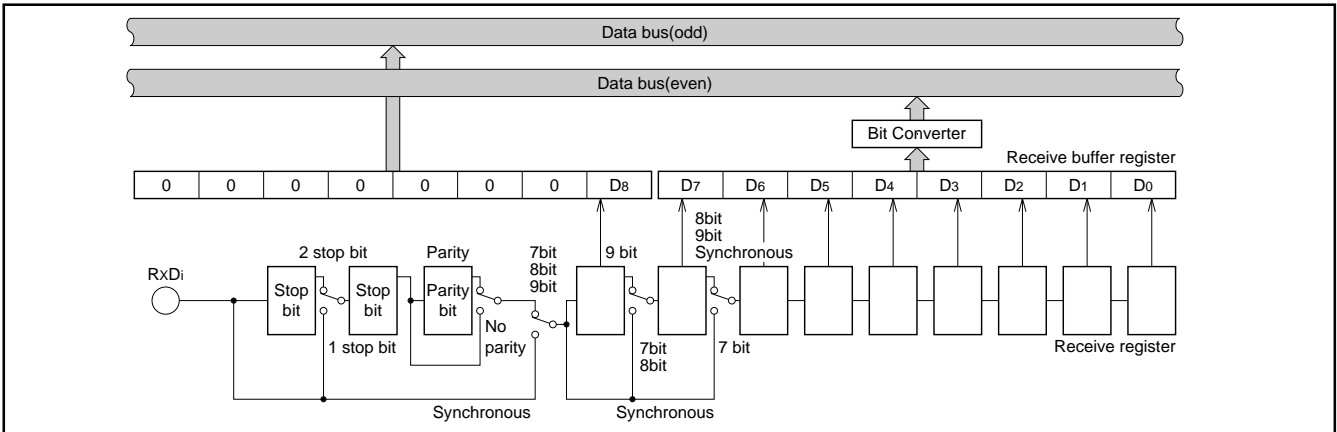 Data bus(odd)
Data bus(even)
Bit Converter
Receive buffer register
0 0 0 0 0 0 0 D8 D7 D6 D5 D4 D3 D2 D1 D0
8bit
9bit
Synchronous
2 stop bit
Parity
7bit
8bit
9bit
9 bit
RXDi
Stop
bit
Stop
bit
Parity
bit
1 stop bit
No
parity
7bit
8bit
7 bit
Receive register
Synchronous
Synchronous